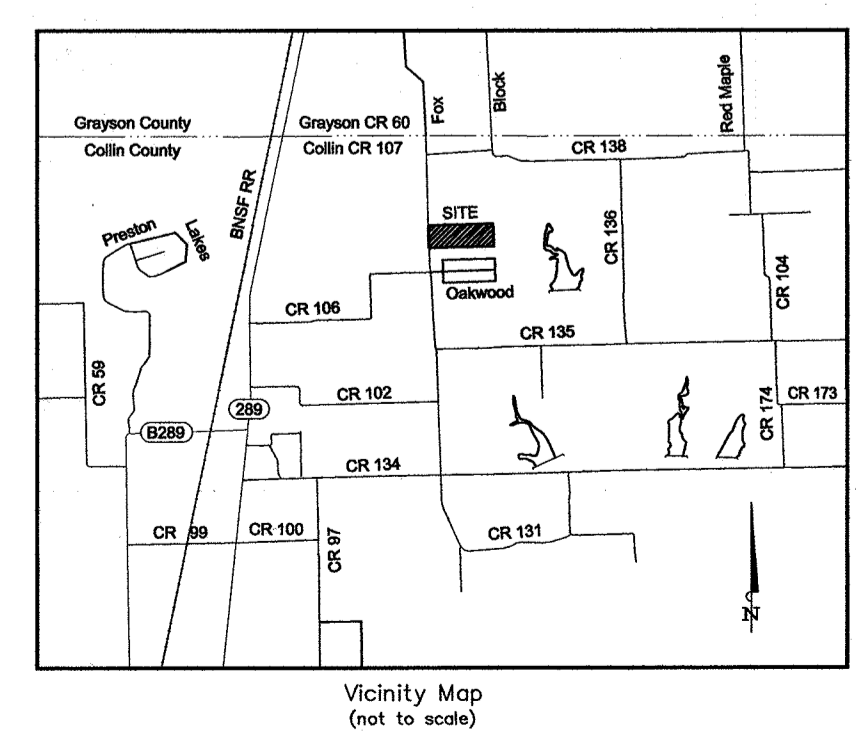 Fox
Block
Red Maple
Grayson County
Grayson CR 60
Collin County
Collin CR 107
CR 138
BNSF RR
Preston
Lakes
SITE
CR 136
Oakwood
CR 104
CR 106
CR 135
CR 59
CR 102
289
B289
CR 174
CR 173
CR 134
CR 99
CR 100
CR 97
CR 131
N
Vicinity Map
(not to scale)